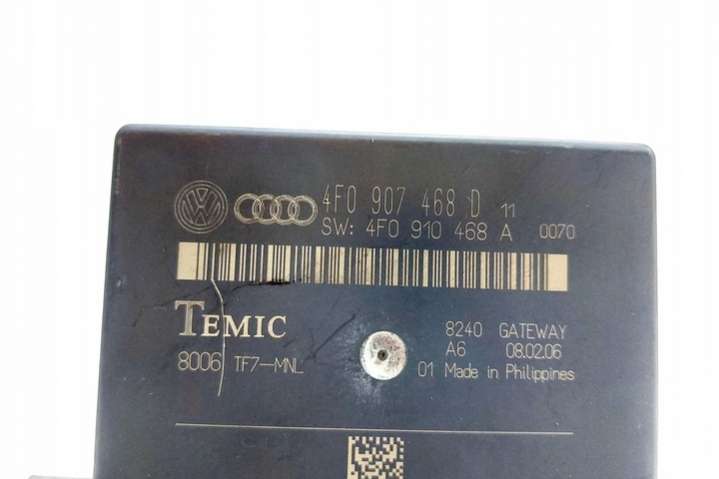 4F0 907 468 D 11
SW: 4F0 910 468 A 0070
TEMIC
8240 GATEWAY
8006 TF7-MNL
A6 08.02.06
01 Made in Philippines